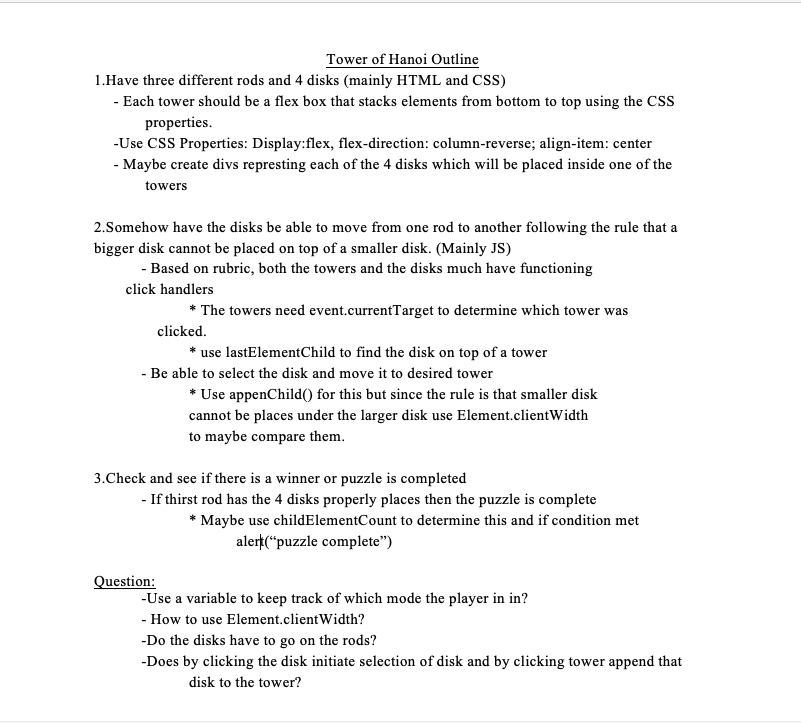 Tower of Hanoi Outline
1.Have three different rods and 4 disks (mainly HTML and CSS)
- Each tower should be a flex box that stacks elements from bottom to top using the CSS
properties.
-Use CSS Properties: Display:flex, flex-direction: column-reverse; align-item: center
- Maybe create divs represting each of the 4 disks which will be placed inside one of the
towers
2.Somehow have the disks be able to move from one rod to another following the rule that a
bigger disk cannot be placed on top of a smaller disk. (Mainly JS)
- Based on rubric, both the towers and the disks much have functioning
click handlers
* The towers need event.currentTarget to determine which tower was
clicked.
* use lastElementChild to find the disk on top of a tower
- Be able to select the disk and move it to desired tower
* Use appenChild() for this but since the rule is that smaller disk
cannot be places under the larger disk use Element.clientWidth
to maybe compare them.
3.Check and see if there is a winner or puzzle is completed
- If thirst rod has the 4 disks properly places then the puzzle is complete
* Maybe use childElementCount to determine this and if condition met
alert(“puzzle complete”)
Question:
-Use a variable to keep track of which mode the player in in?
- How to use Element.clientWidth?
-Do the disks have to go on the rods?
-Does by clicking the disk initiate selection of disk and by clicking tower append that
disk to the tower?